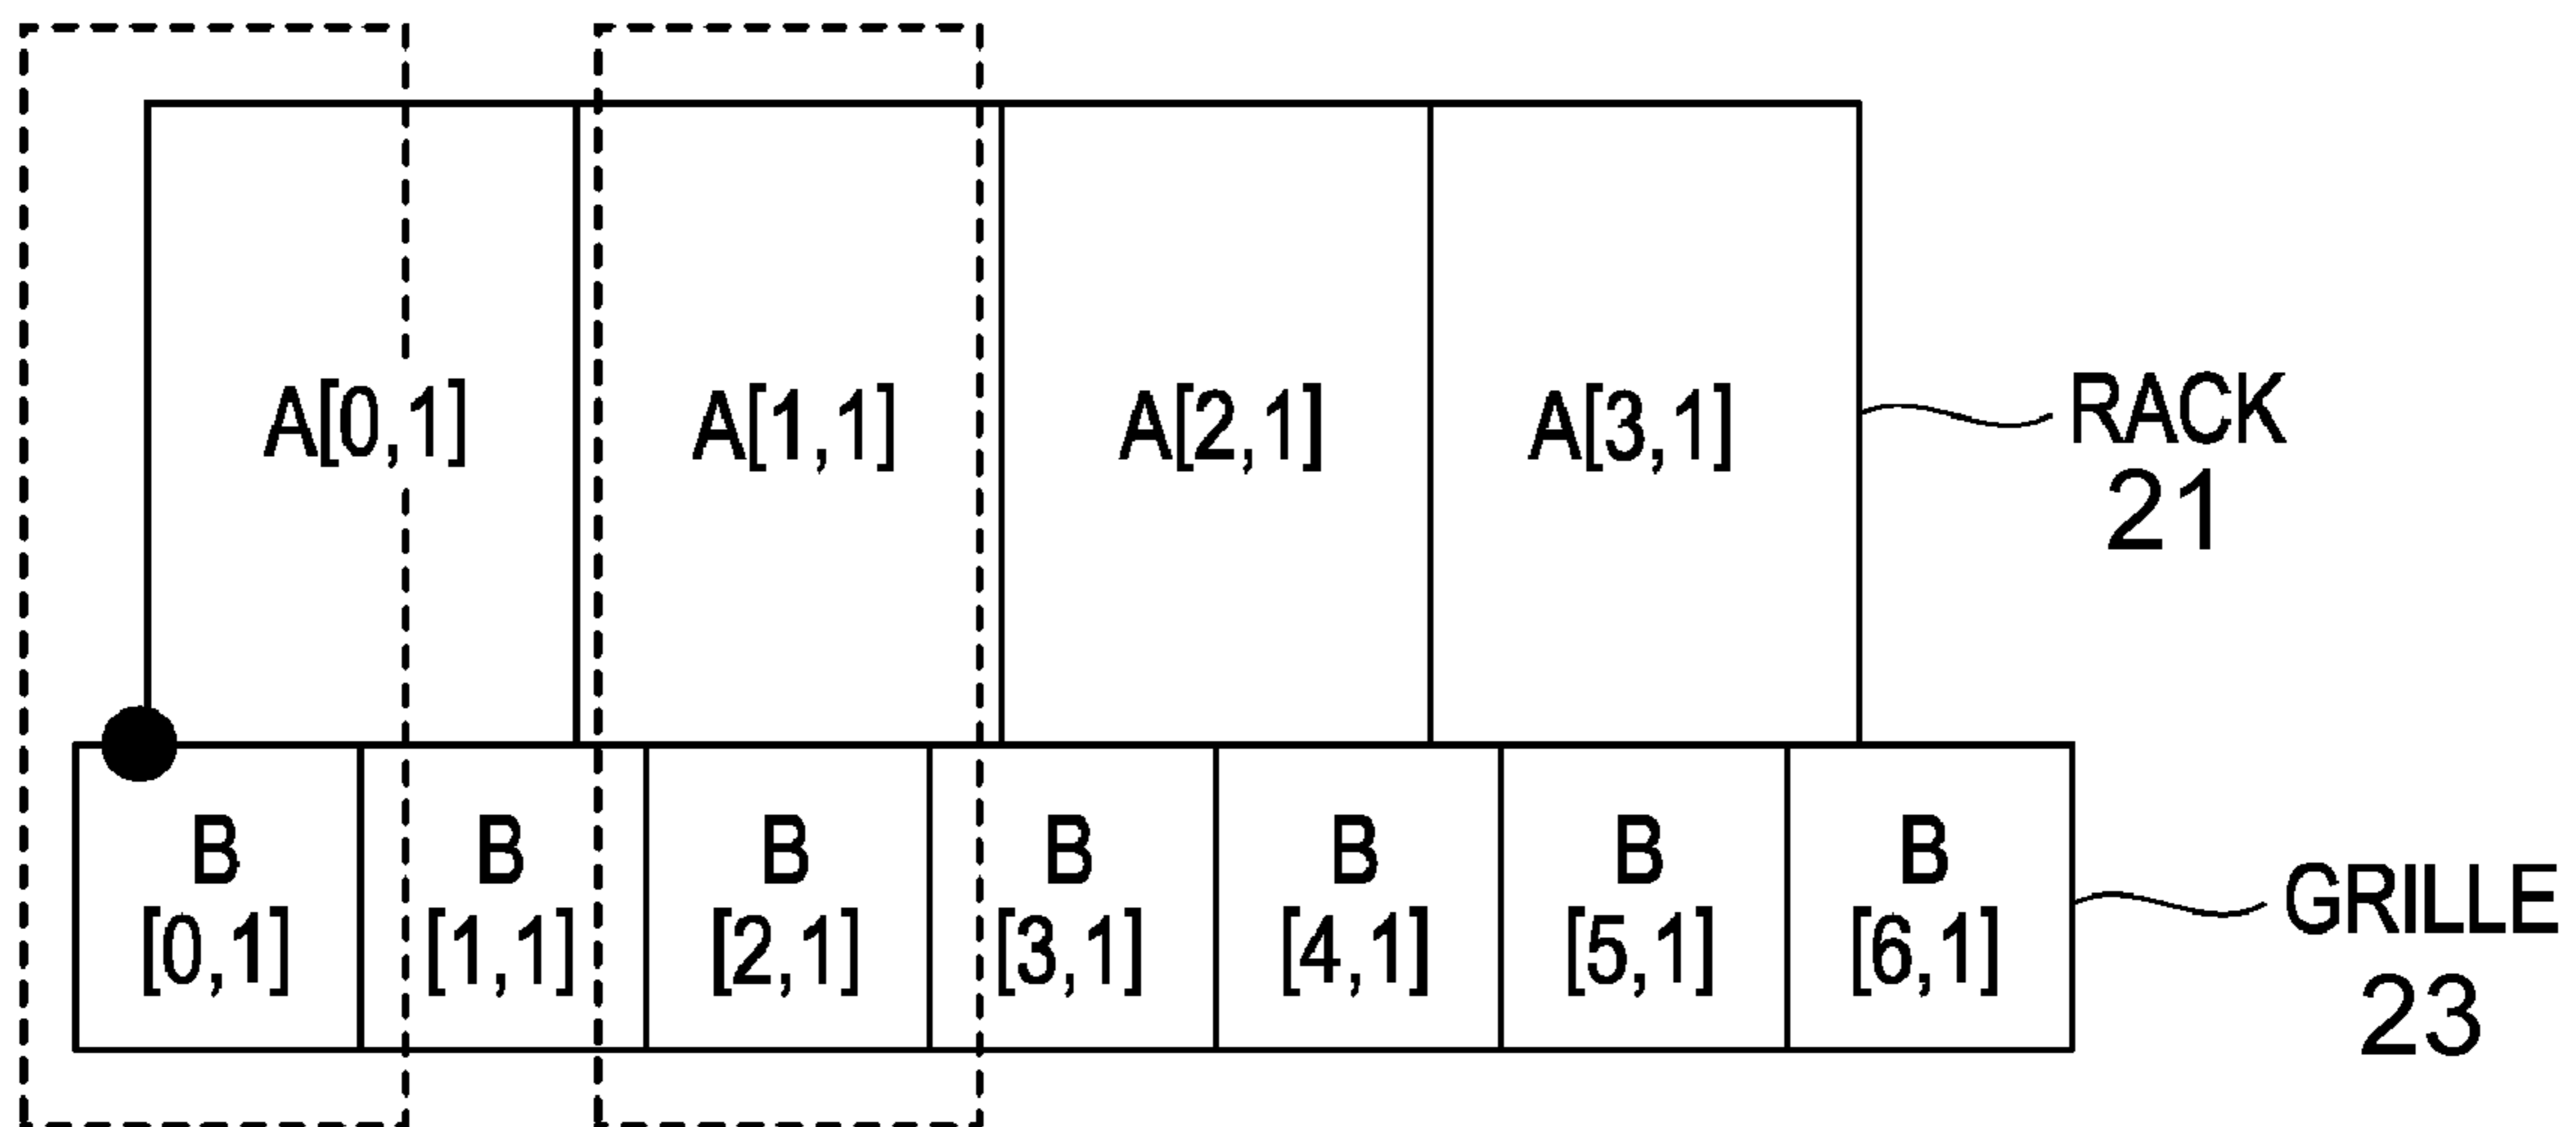 A[0,1] A[1,1] A[2,1] A[3,1] RACK
21
B B B B B B B
[0,1] [1,1] [2,1] [3,1] [4,1] [5,1] [6,1] GRILLE
23